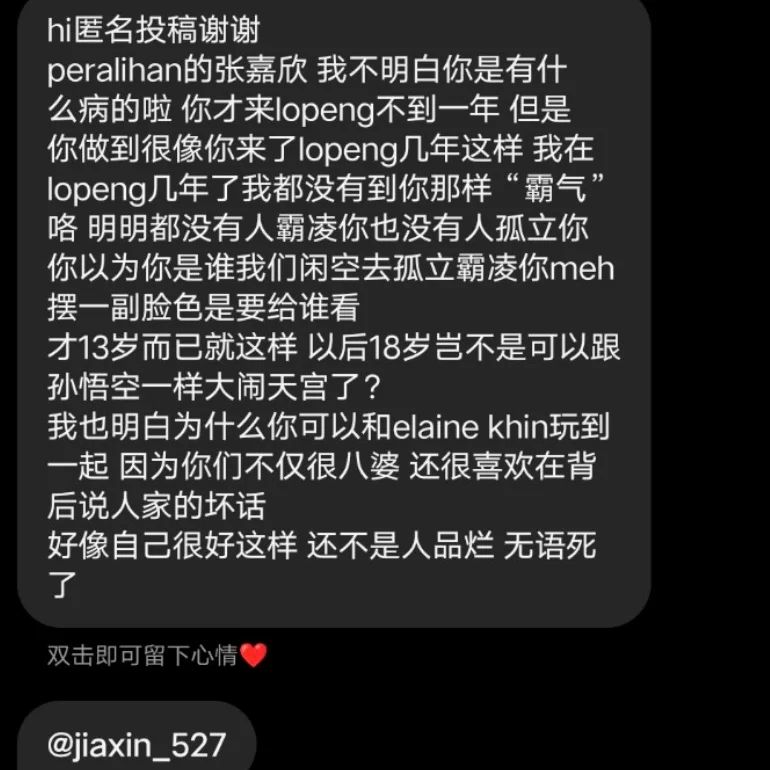 hi匿名投稿谢谢
peralihan的张嘉欣 我不明白你是有什
么病的啦 你才来lopeng不到一年 但是
你做到很像你来了lopeng几年这样 我在
lopeng几年了我都没有到你那样“霸气”
咯 明明都没有人霸凌你也没有人孤立你
你以为你是谁我们闲空去孤立霸凌你meh
摆一副脸色是要给谁看
才13岁而已就这样 以后18岁岂不是可以跟
孙悟空一样大闹天宫了？
我也明白为什么你可以和elaine khin玩到
一起 因为你们不仅很八婆 还很喜欢在背
后说人家的坏话
好像自己很好这样 还不是人品烂 无语死
了
双击即可留下心情❤️
@jiaxin_527